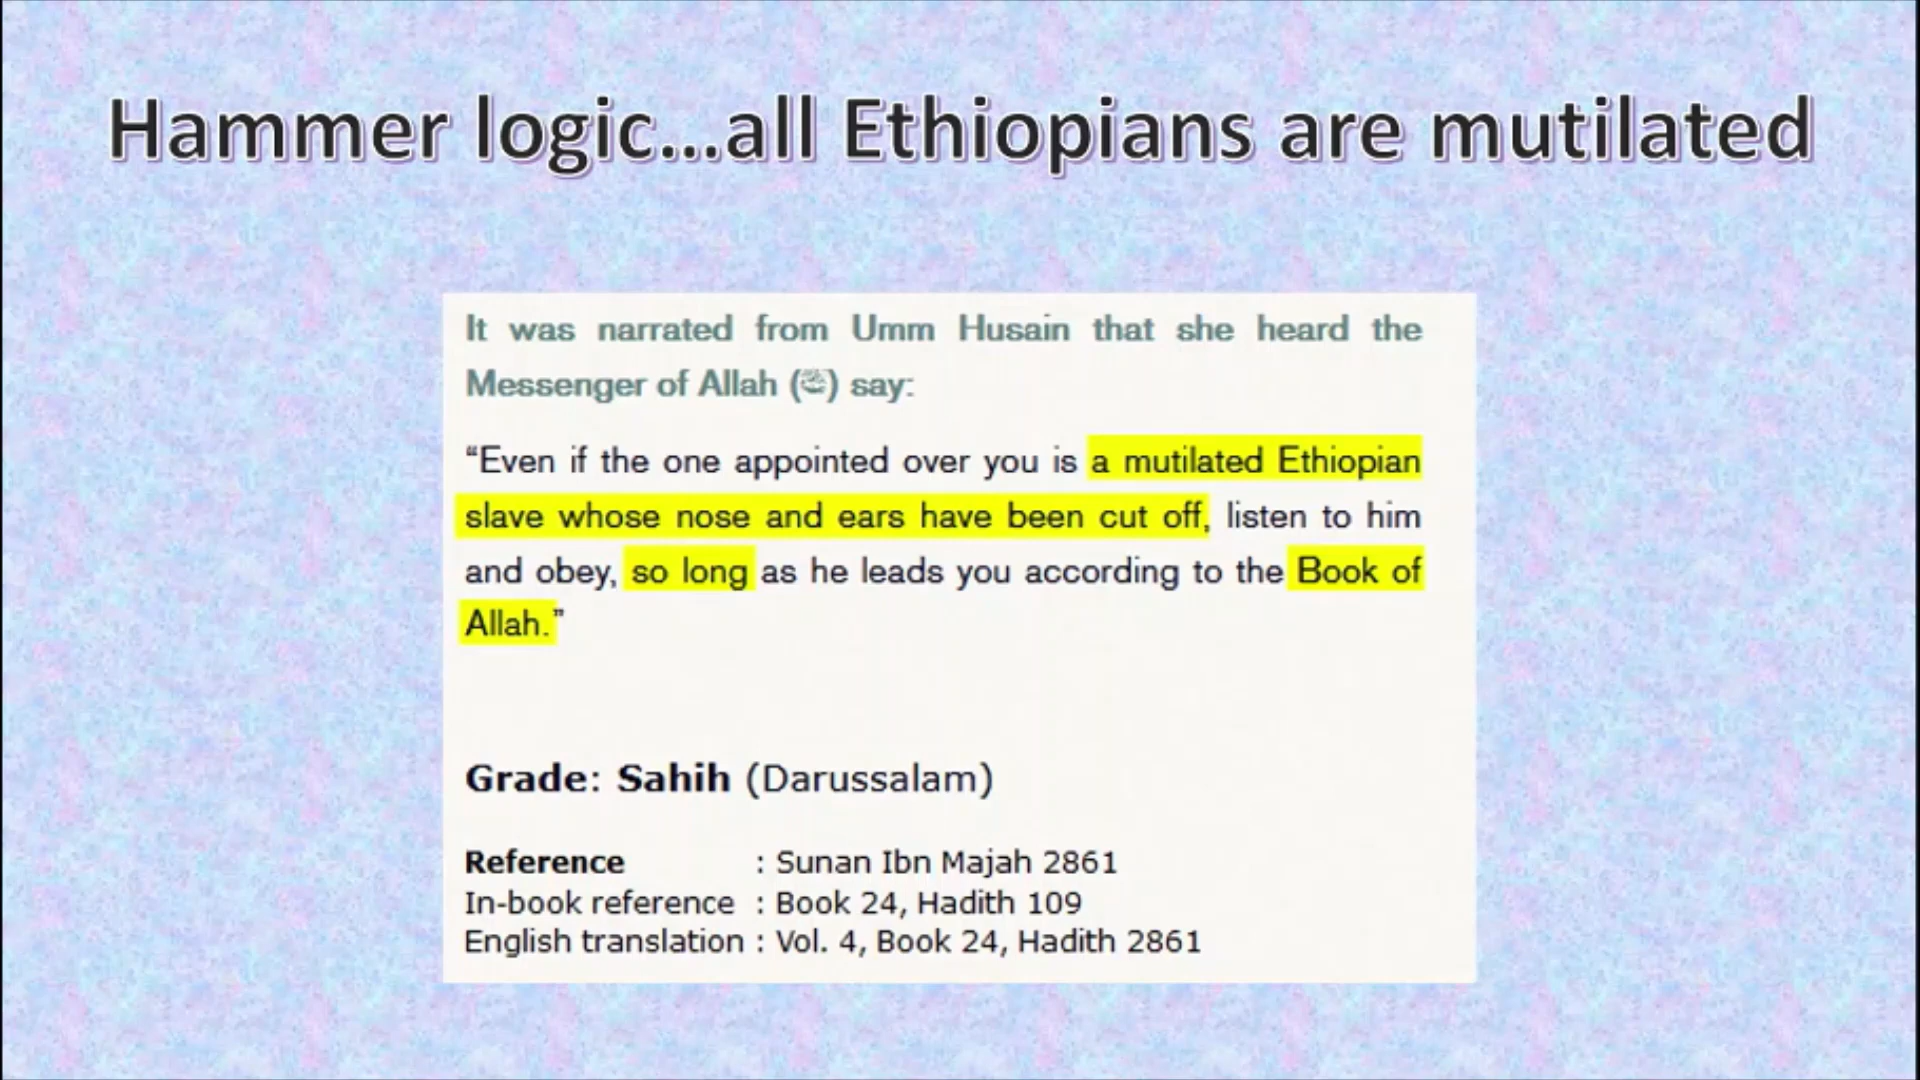 Hammer logic...all Ethiopians are mutilated
It was narrated from Umm Husain that she heard the
Messenger of Allah (ﷺ) say:
“Even if the one appointed over you is a mutilated Ethiopian
slave whose nose and ears have been cut off, listen to him
and obey, so long as he leads you according to the Book of
Allah.”
Grade: Sahih (Darussalam)
Reference : Sunan Ibn Majah 2861
In-book reference : Book 24, Hadith 109
English translation : Vol. 4, Book 24, Hadith 2861